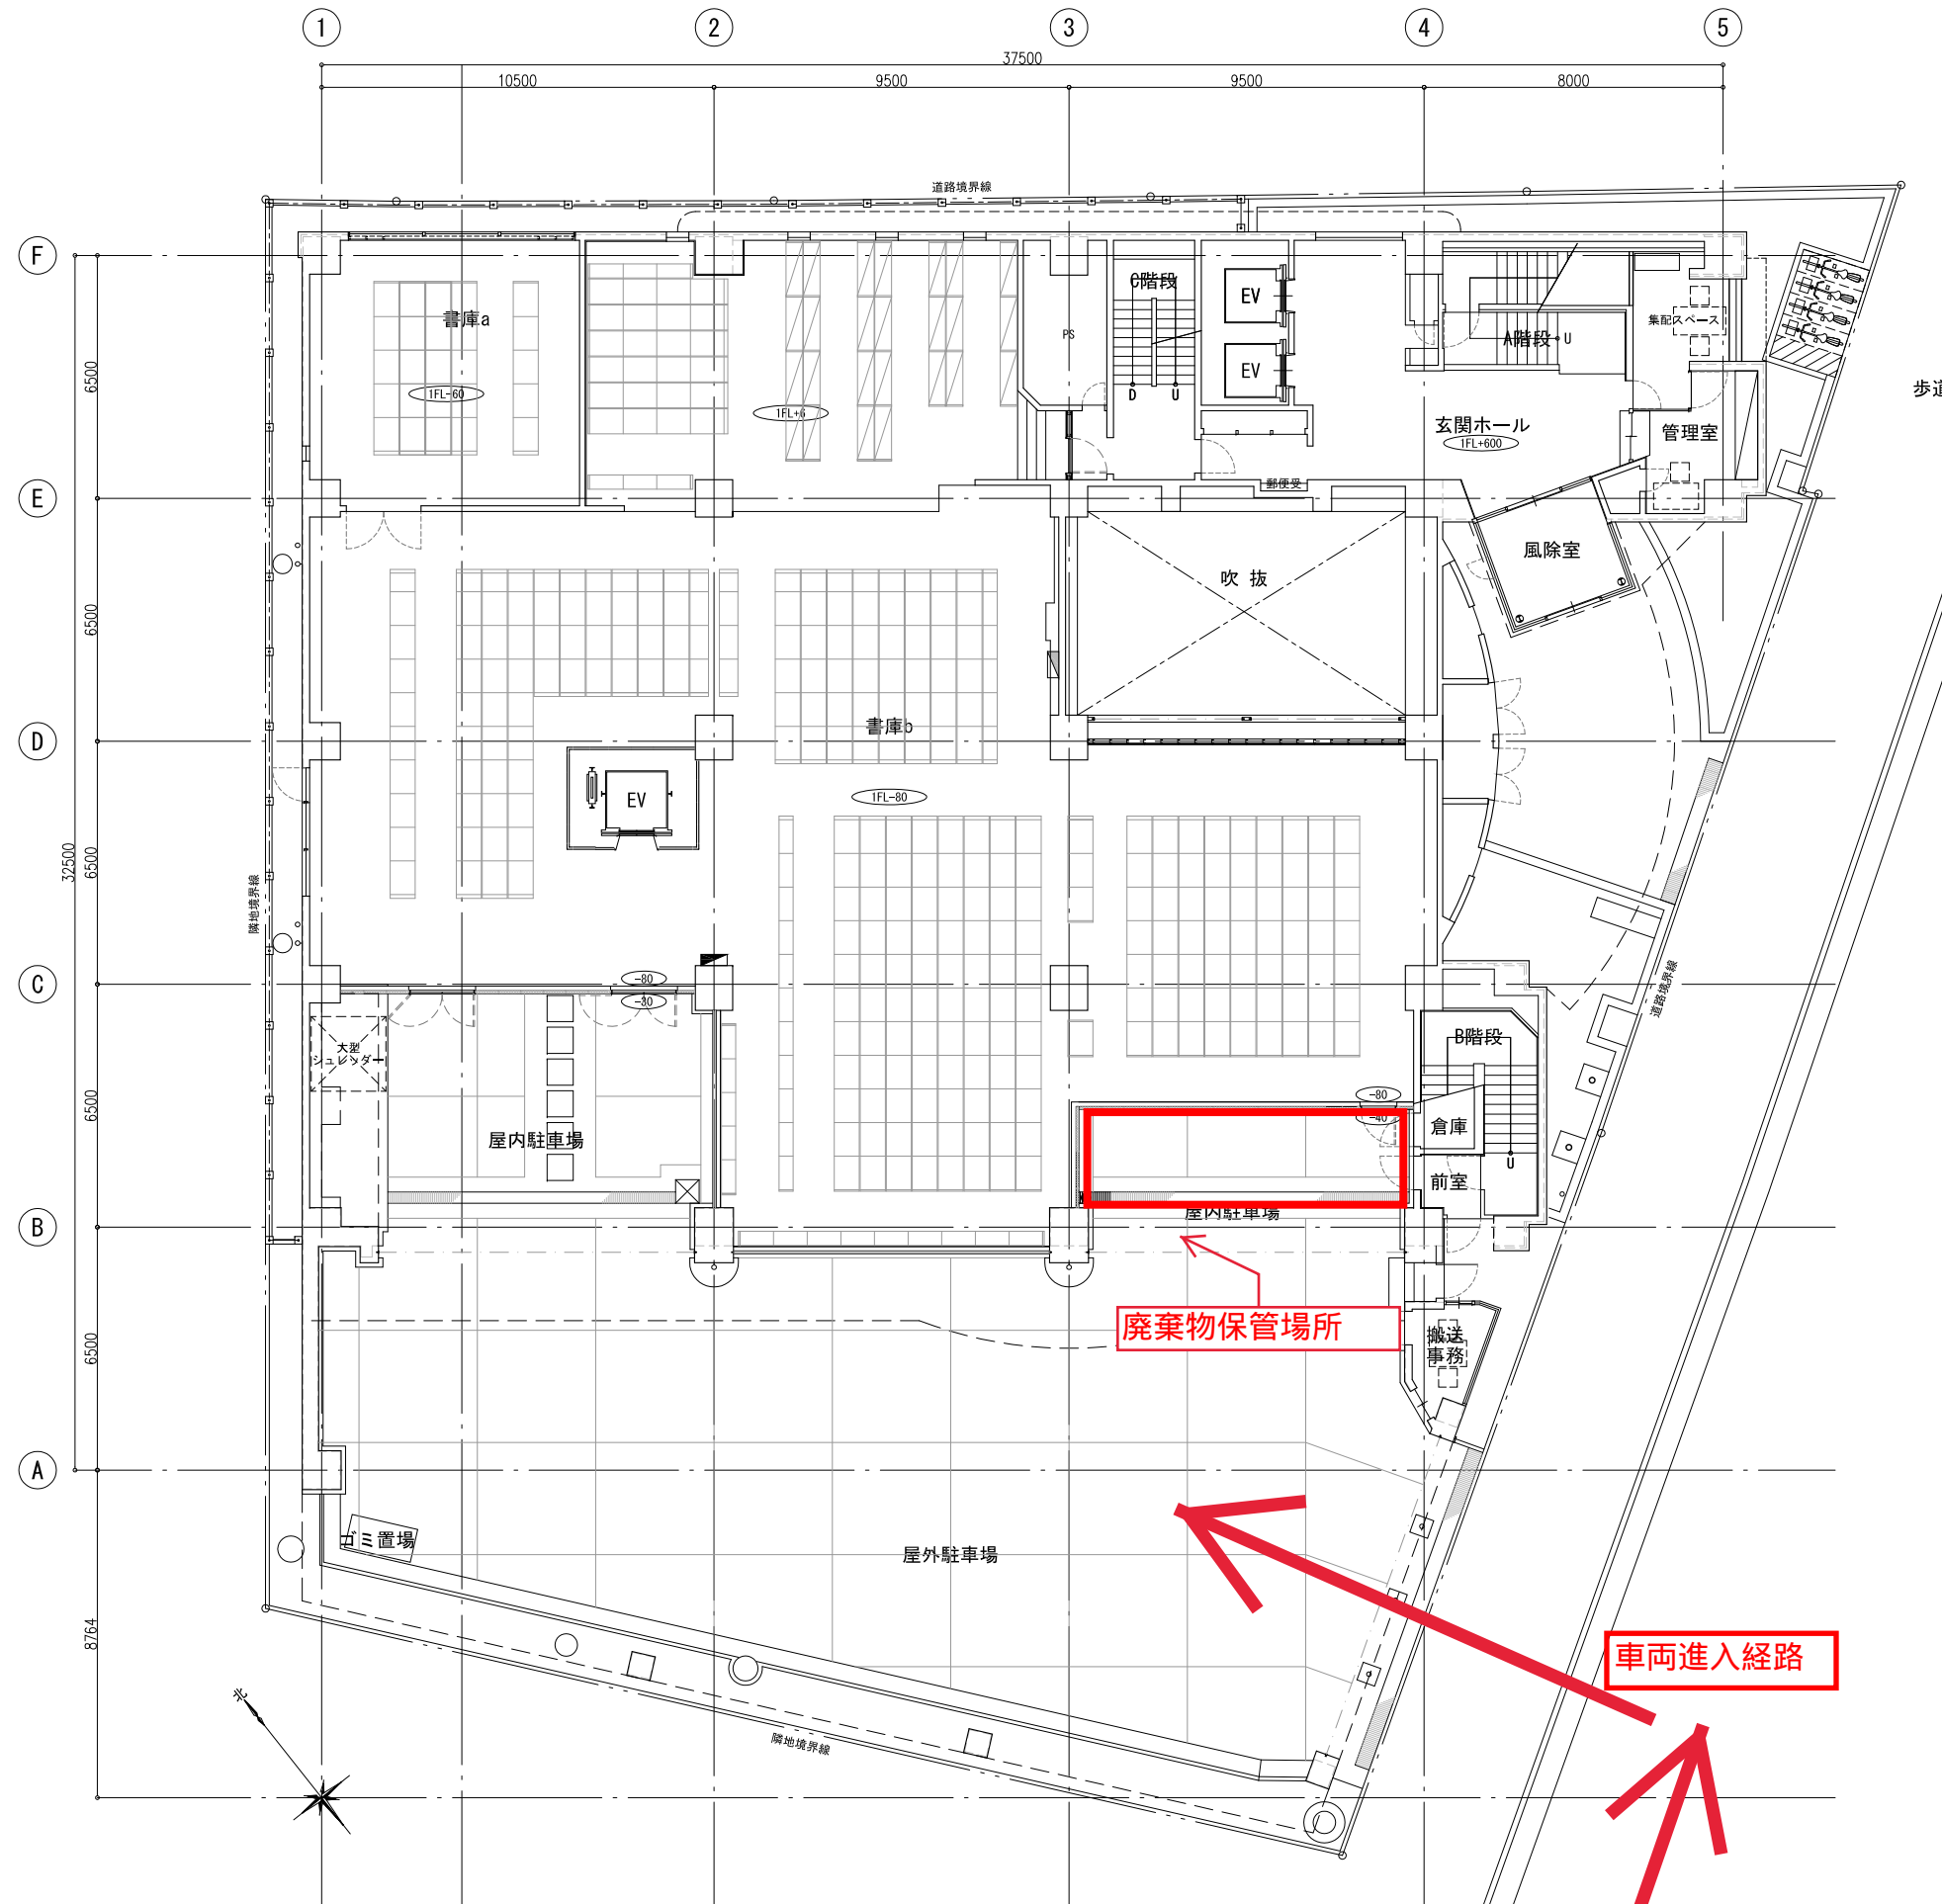 1 2 3 4 5
37500
10500 9500 9500 8000
道路境界線
F
書庫a
C階段
EV
PS
A階段 U
集配スペース
1FL-60
EV
D U
6500
玄関ホール
1FL+600
管理室
E
郵便受
風除室
吹 抜
6500
D
書庫b
EV
1FL-80
32500
6500
隣地境界線
道路境界線
C
-80
-80
大型
シュレッダー
B階段
-80
-40
6500
屋内駐車場
倉庫
U
前室
B
屋内駐車場
廃棄物保管場所
搬送
事務
6500
A
ゴミ置場
屋外駐車場
8764
車両進入経路
北
隣地境界線